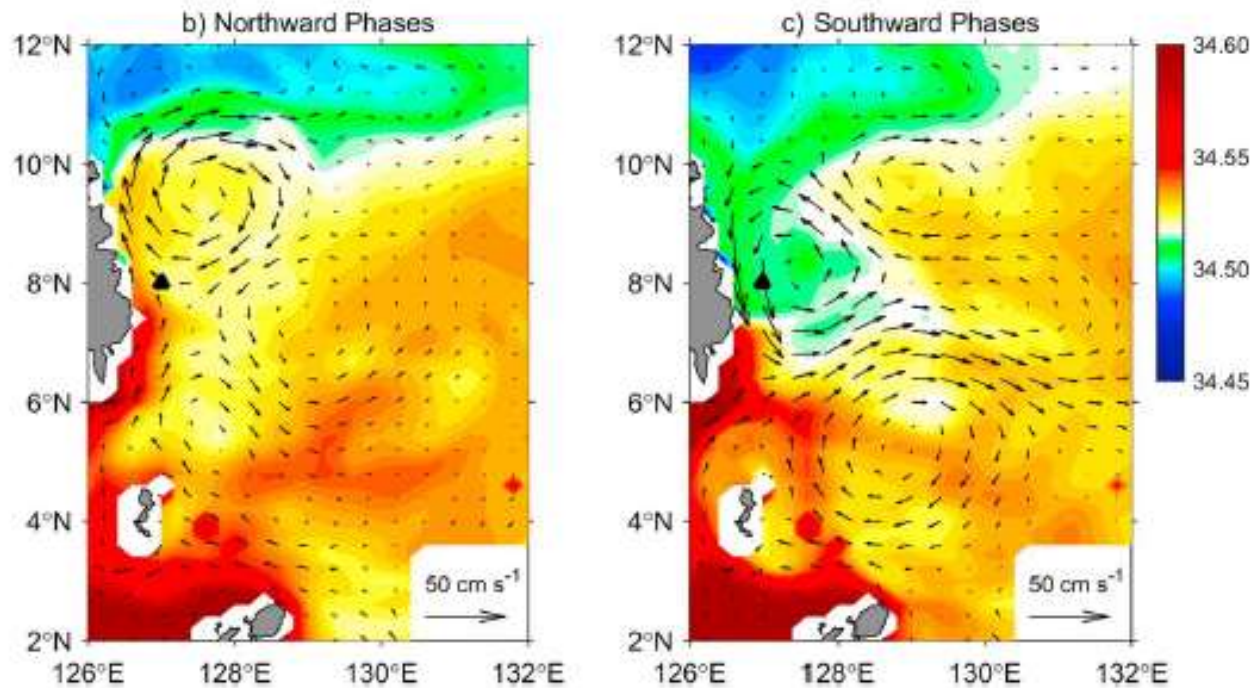 b) Northward Phases
c) Southward Phases
12°N
10°N
8°N
6°N
4°N
2°N
126°E
128°E
130°E
132°E
50 cm s⁻¹
12°N
10°N
8°N
6°N
4°N
2°N
126°E
128°E
130°E
132°E
50 cm s⁻¹
34.60
34.55
34.50
34.45